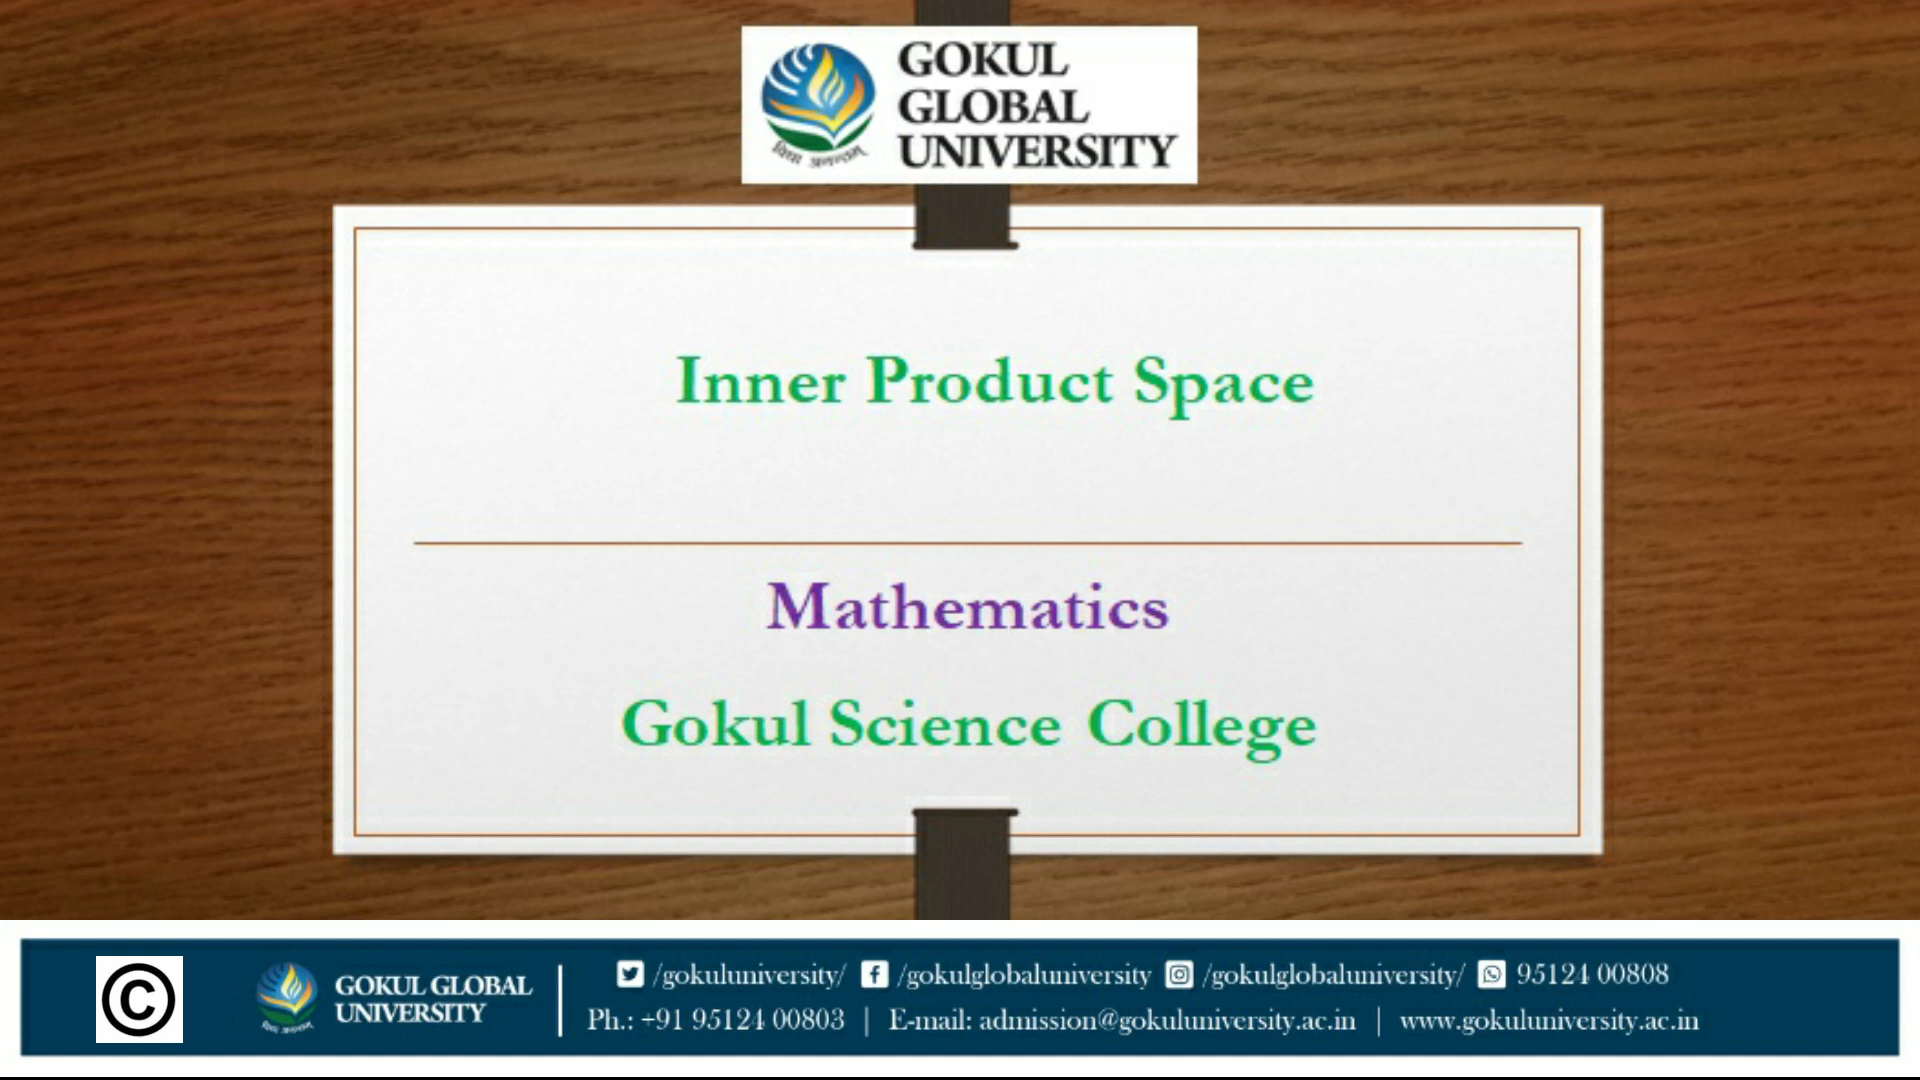 GOKUL
GLOBAL
UNIVERSITY
Inner Product Space
Mathematics
Gokul Science College
©
GOKUL GLOBAL
UNIVERSITY
/gokuluniversity/ /gokulglobaluniversity /gokulglobaluniversity/ 95124 00808
Ph.: +91 95124 00803 | E-mail: admission@gokuluniversity.ac.in | www.gokuluniversity.ac.in